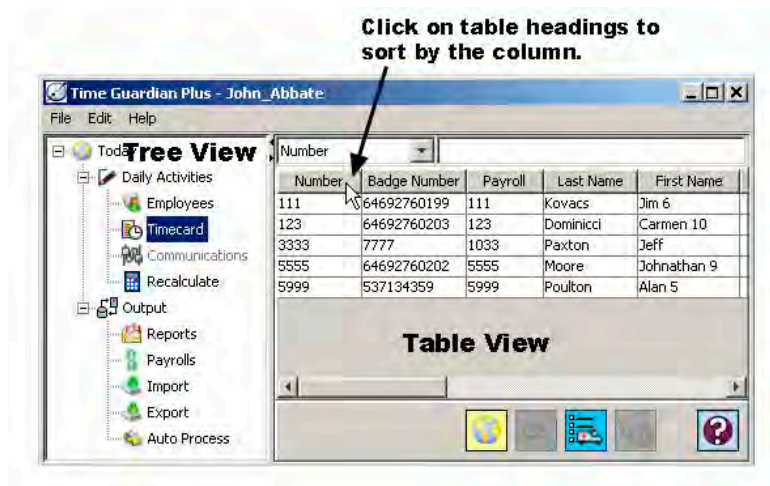 Click on table headings to
sort by the column.
Time Guardian Plus - John_Abbate
File Edit Help
Tree View
Number
Daily Activities
Employees
Timecard
Communications
Recalculate
Output
Reports
Payrolls
Import
Export
Auto Process
Number Badge Number Payroll Last Name First Name
111 64692760199 111 Kovacs Jim 6
123 64692760203 123 Dominicci Carmen 10
3333 7777 1033 Paxton Jeff
5555 64692760202 5555 Moore Johnathan 9
5999 537134359 5999 Poulton Alan 5
Table View